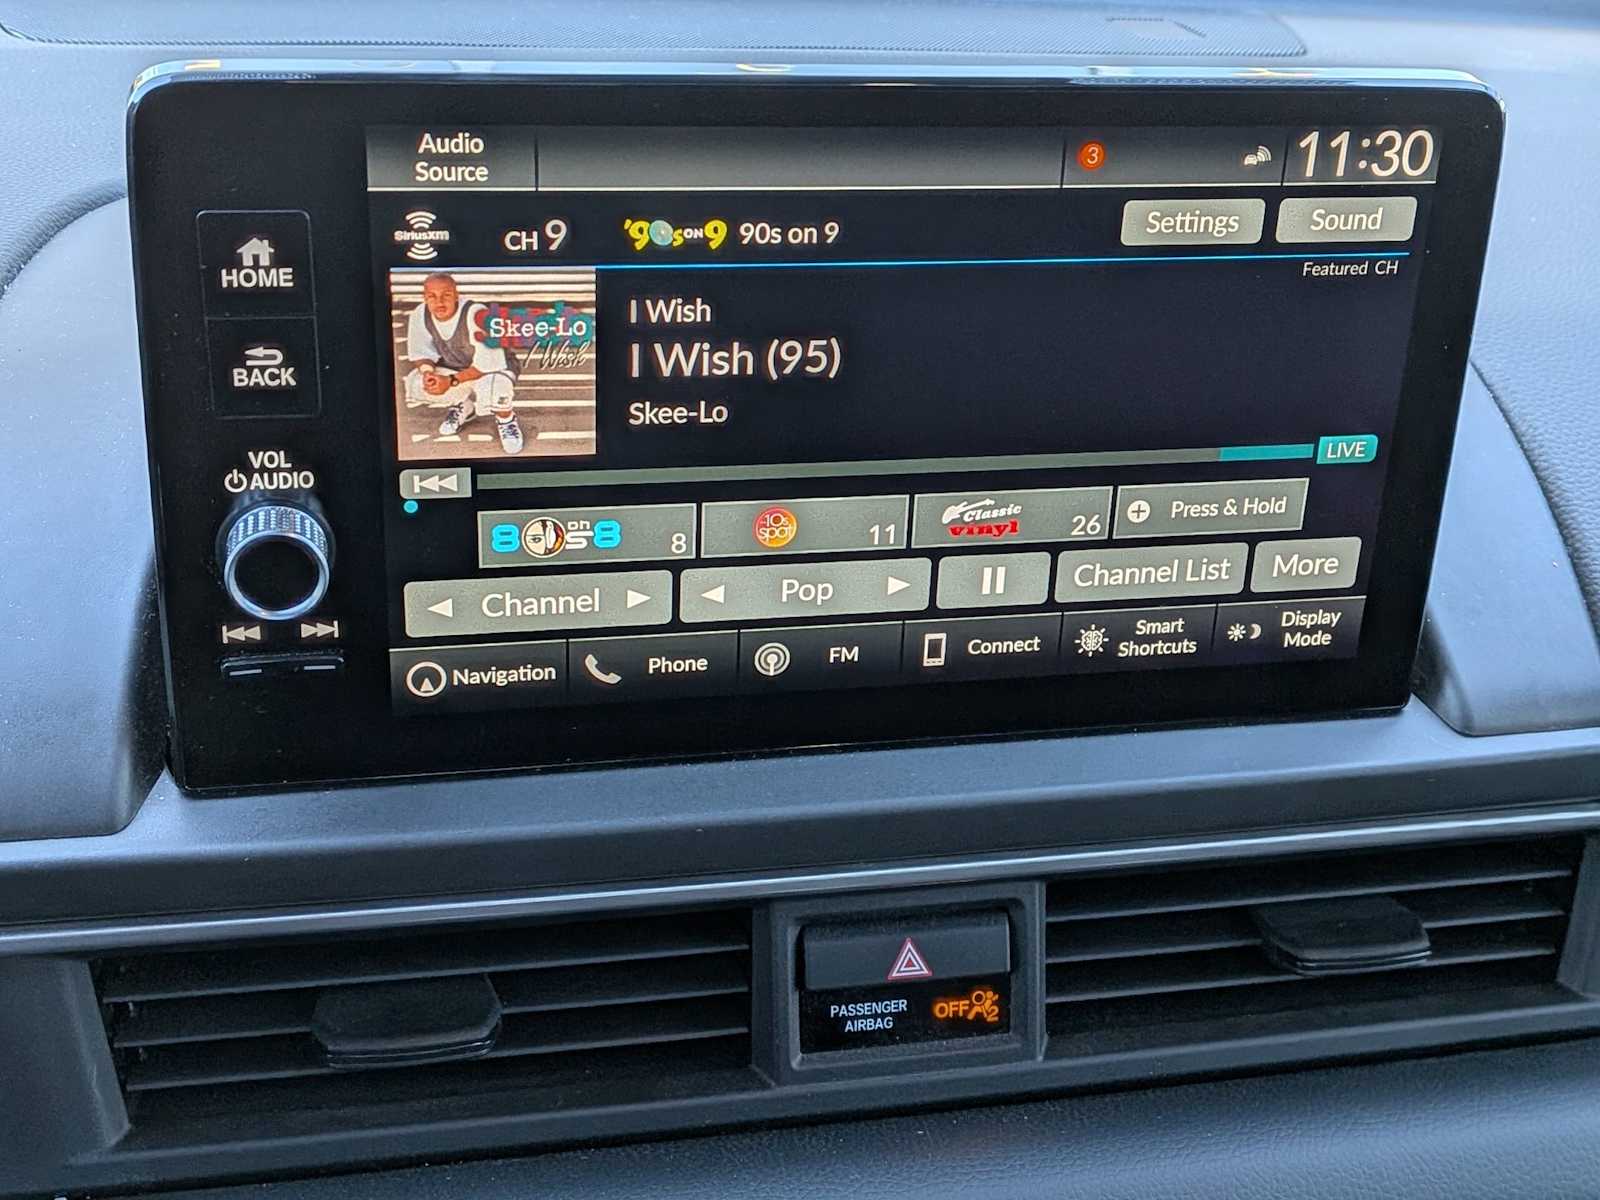 Audio
Source
3
11:30
HOME
BACK
VOL
AUDIO
SiriusXM
CH 9
'90s ON 9
90s on 9
Settings
Sound
Featured CH
Skee-Lo
I Wish
I Wish
I Wish (95)
Skee-Lo
LIVE
80s on 8
8
-10s
spot
11
Classic
vinyl
26
Press & Hold
Channel
Pop
Channel List
More
Navigation
Phone
FM
Connect
Smart
Shortcuts
Display
Mode
PASSENGER
AIRBAG
OFF
2